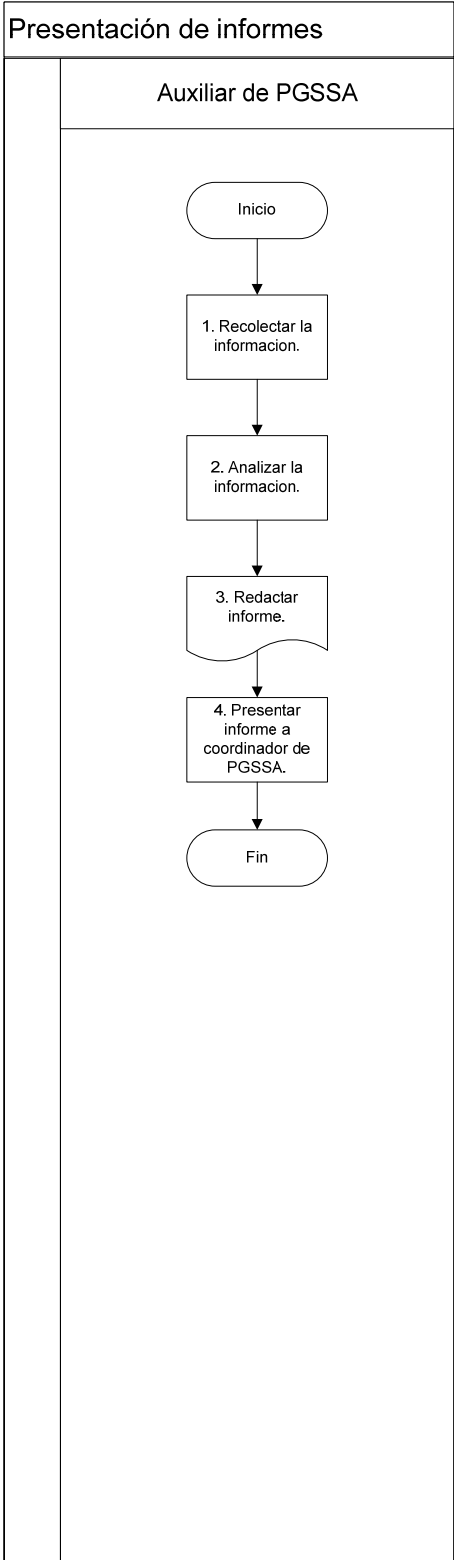 Presentación de informes
Auxiliar de PGSSA
Inicio
1. Recolectar la
informacion.
2. Analizar la
informacion.
3. Redactar
informe.
4. Presentar
informe a
coordinador de
PGSSA.
Fin